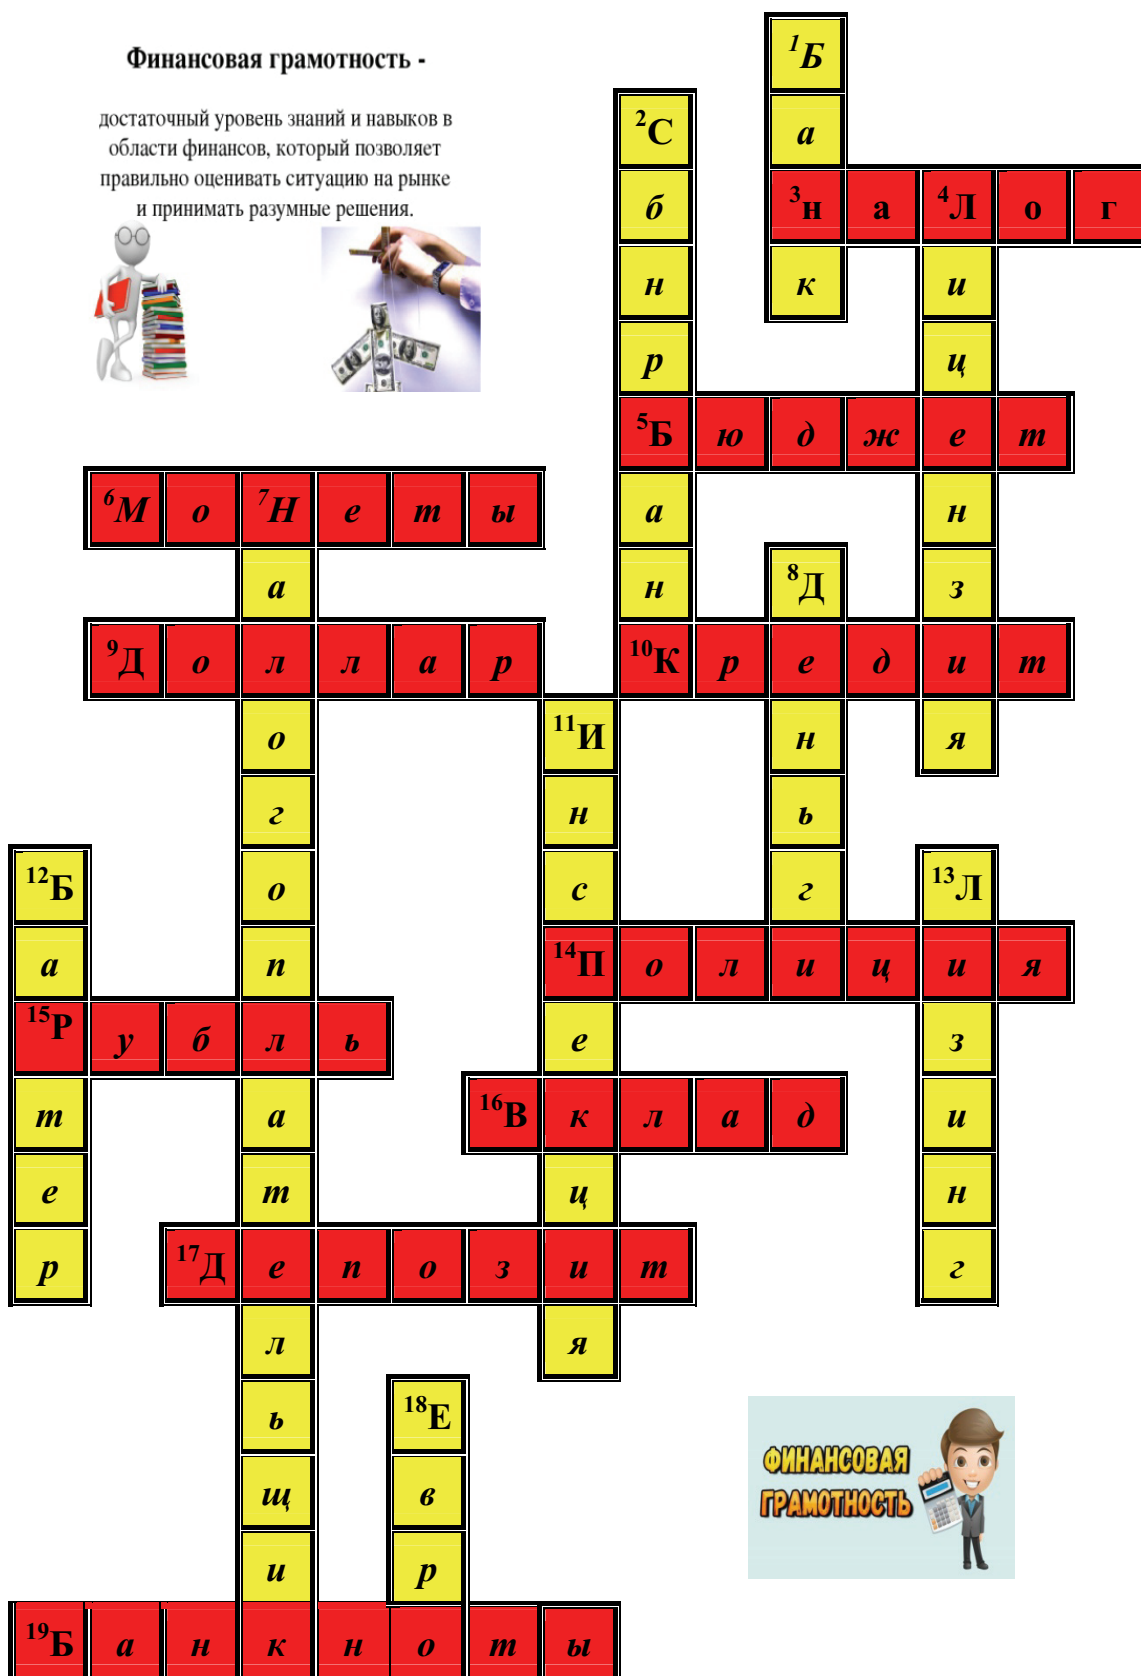 Финансовая грамотность -
достаточный уровень знаний и навыков в
области финансов, который позволяет
правильно оценивать ситуацию на рынке
и принимать разумные решения.
1Б
2С а
б 3н а 4Л о г
н к и
р ц
5Б ю д ж е т
6М о 7Н е т ы а н
а н 8Д з
9Д о л л а р 10К р е д и т
о 11И н я
г н ь
12Б о с г 13Л
а п 14П о л и ц и я
15Р у б л ь е з
т а 16В к л а д и
е т ц н
р 17Д е п о з и т г
л я
ь 18Е
щ в
и р
19Б а н к н о т ы
ФИНАНСОВАЯ
ГРАМОТНОСТЬ